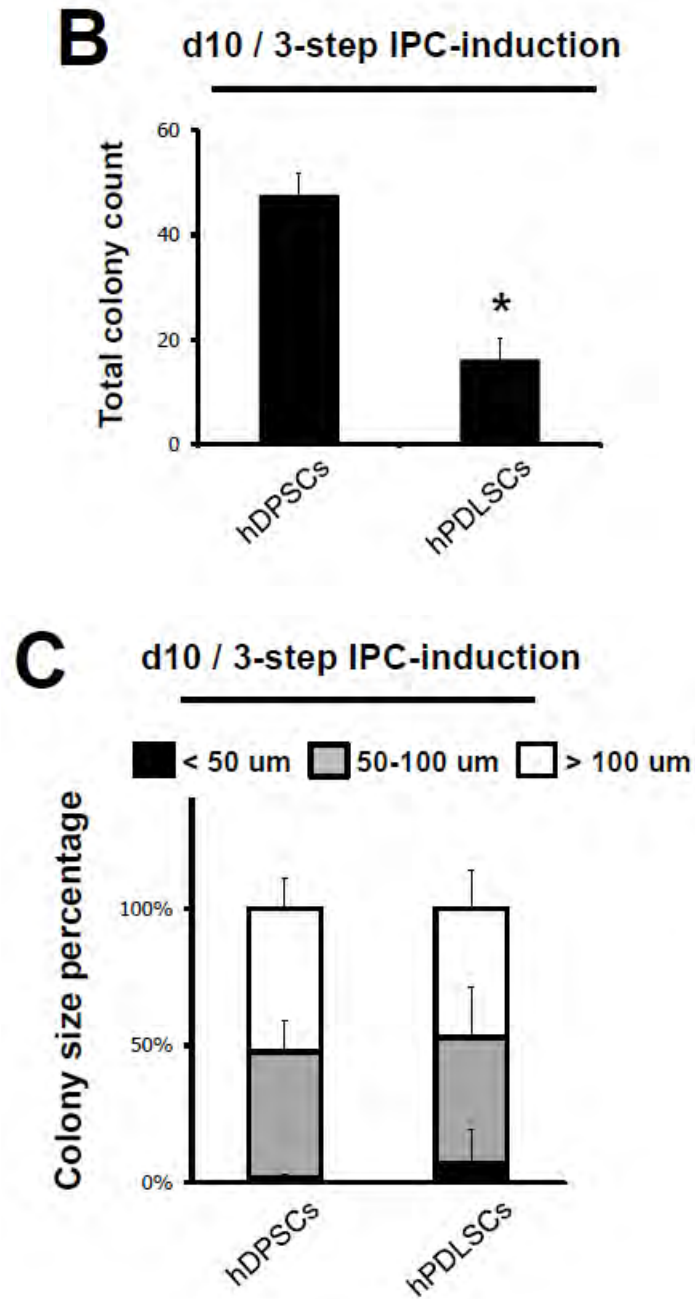 B
d10 / 3-step IPC-induction
Total colony count
60
40
20
0
*
hDPSCs
hPDLSCs
C
d10 / 3-step IPC-induction
< 50 um 50-100 um > 100 um
Colony size percentage
100%
50%
0%
hDPSCs
hPDLSCs